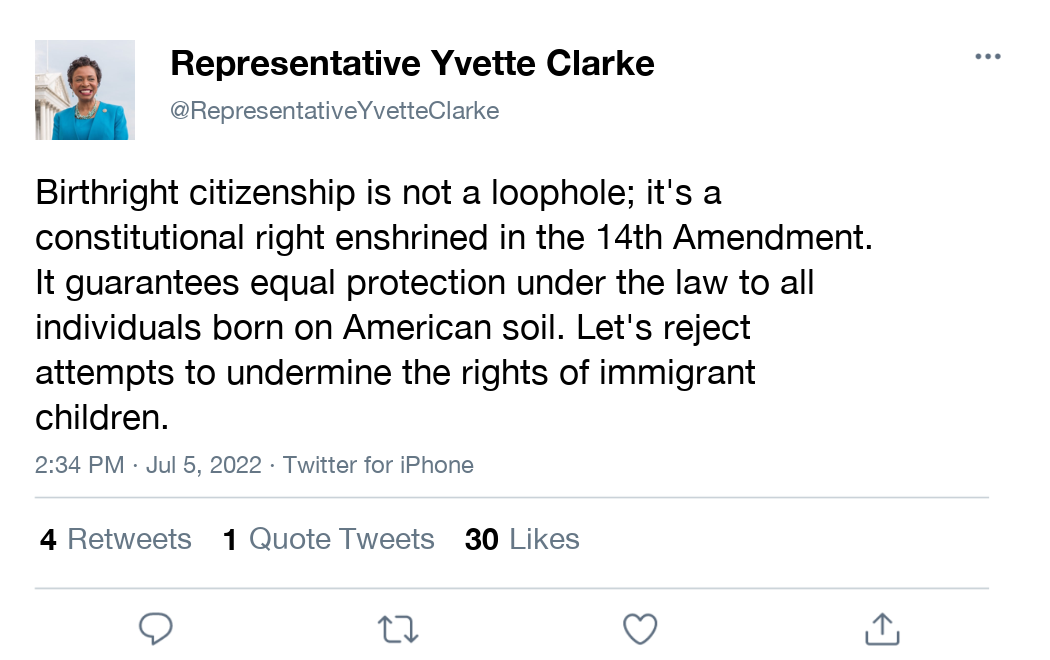 Representative Yvette Clarke
@RepresentativeYvetteClarke
Birthright citizenship is not a loophole; it's a
constitutional right enshrined in the 14th Amendment.
It guarantees equal protection under the law to all
individuals born on American soil. Let's reject
attempts to undermine the rights of immigrant
children.
2:34 PM · Jul 5, 2022 · Twitter for iPhone
4 Retweets 1 Quote Tweets 30 Likes